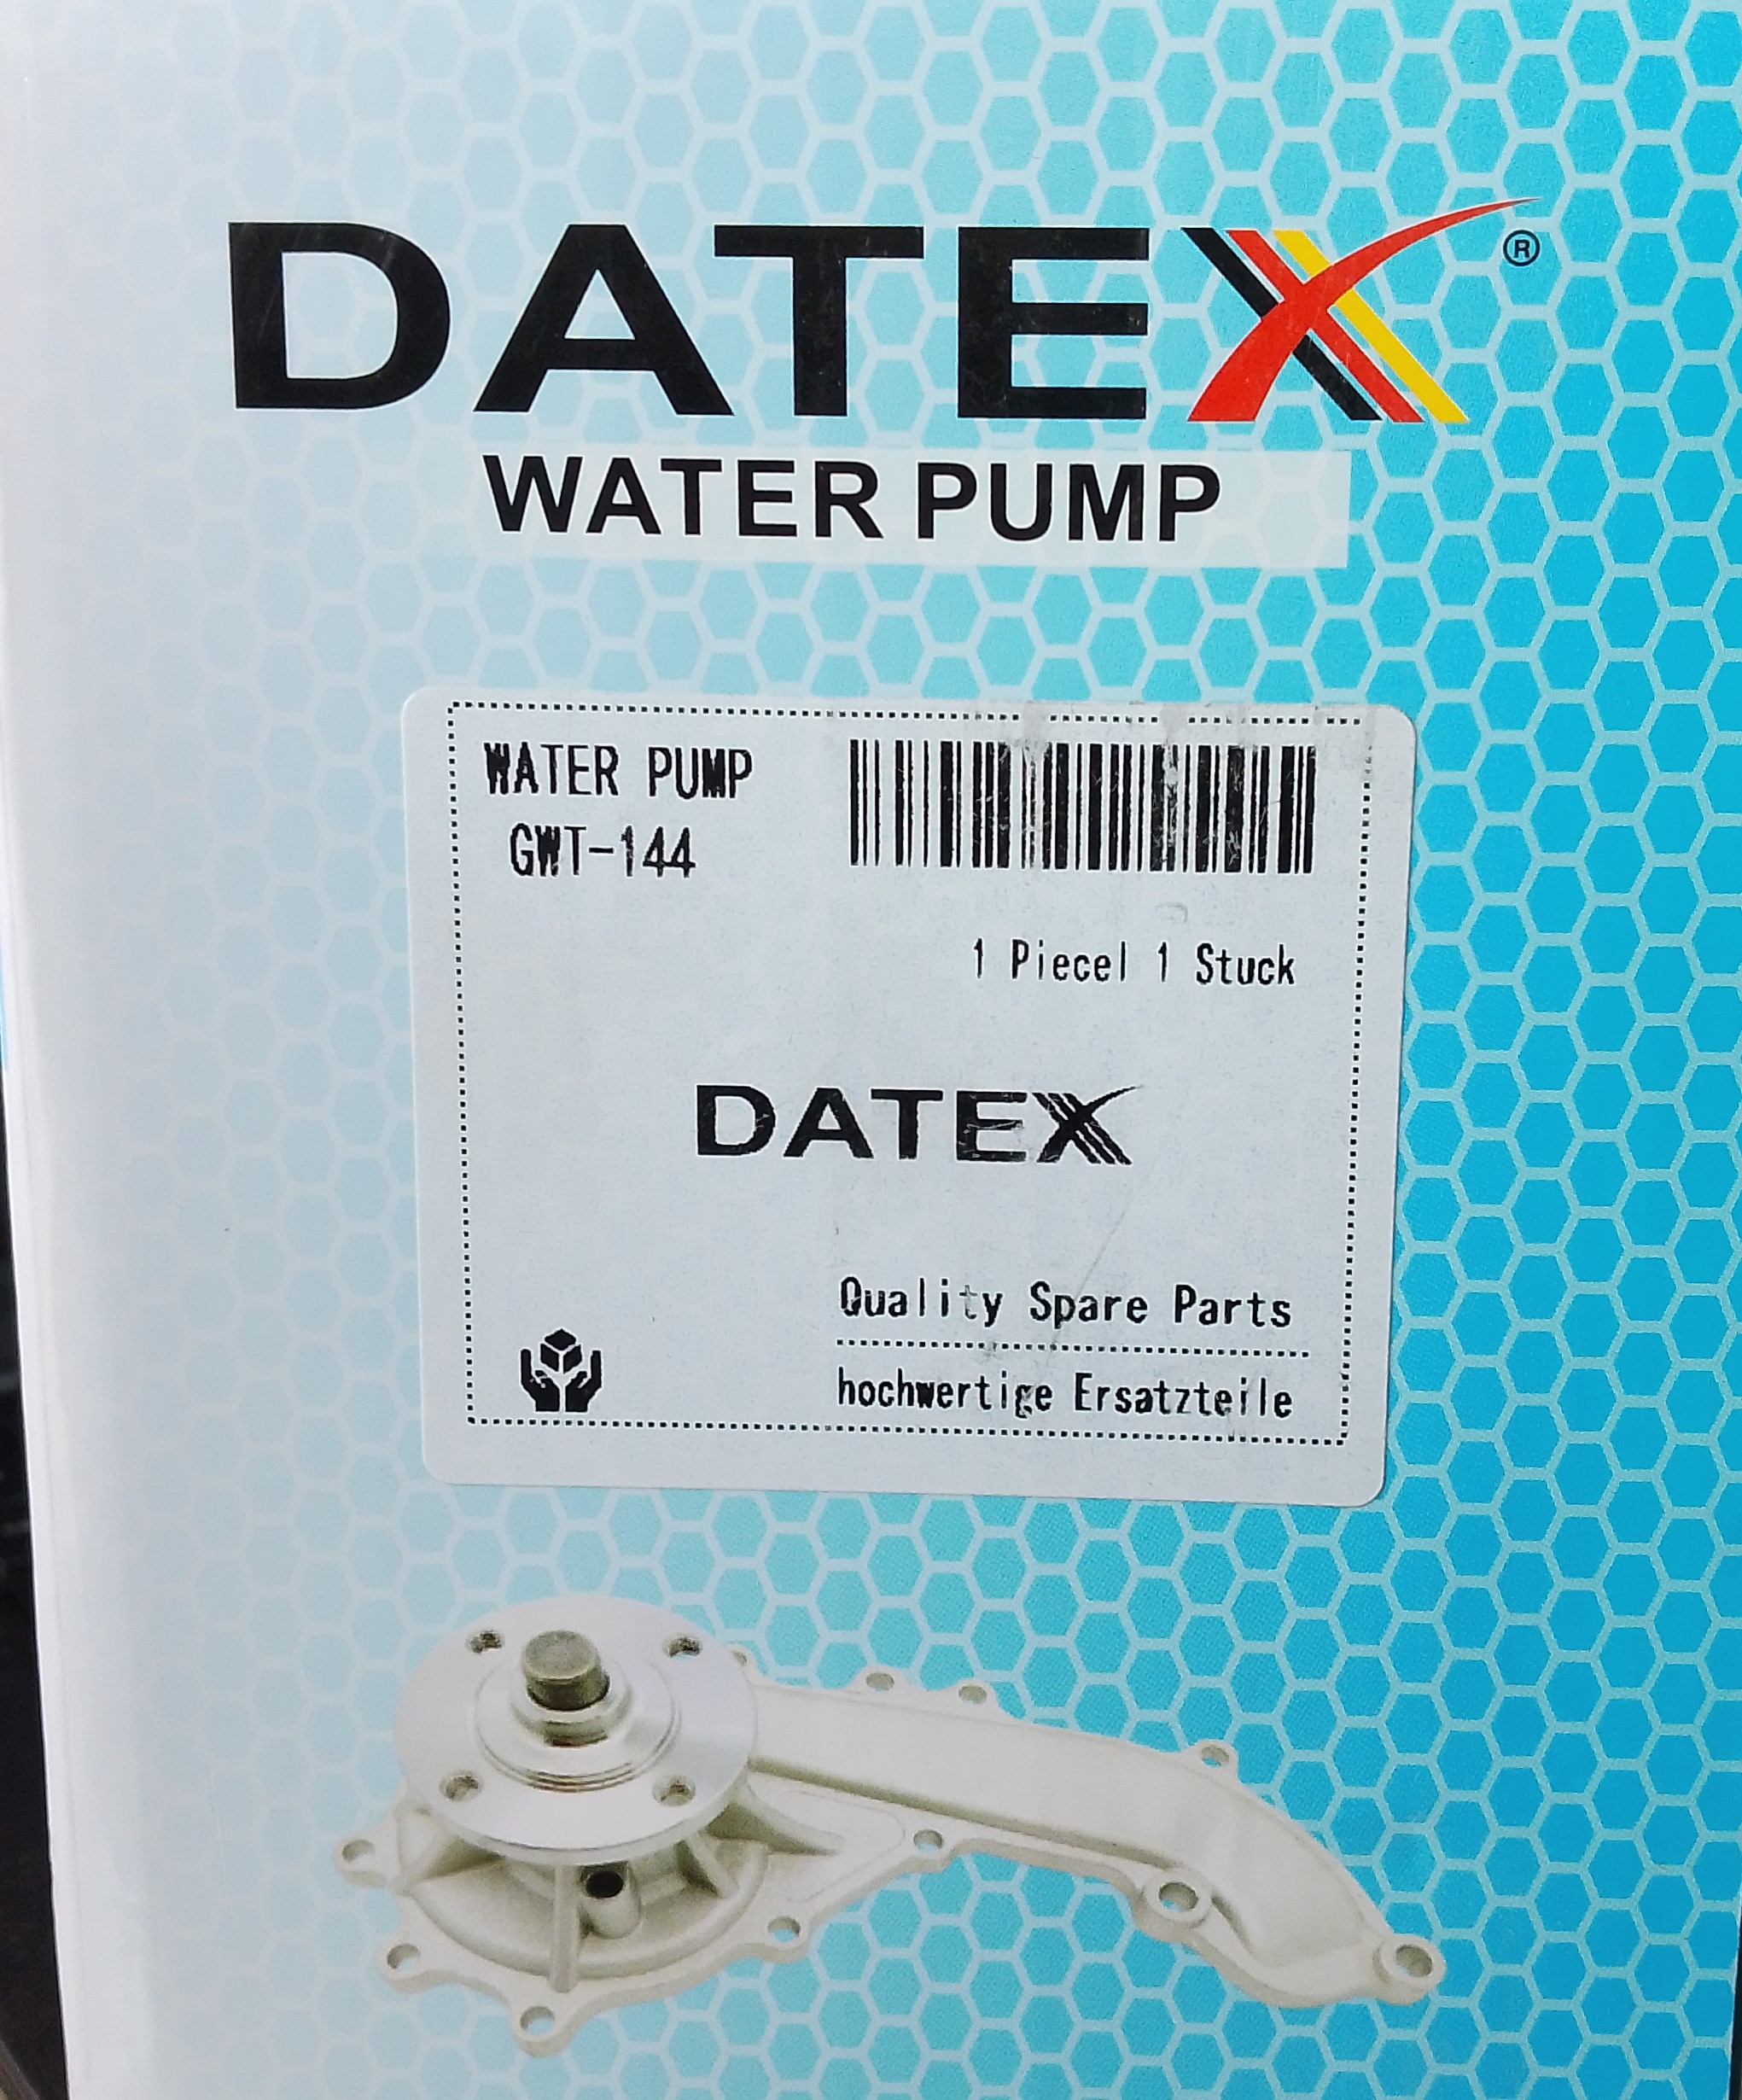 DATEX®
WATER PUMP
WATER PUMP
GWT-144
1 Piecel 1 Stuck
DATEX
Quality Spare Parts
hochwertige Ersatzteile